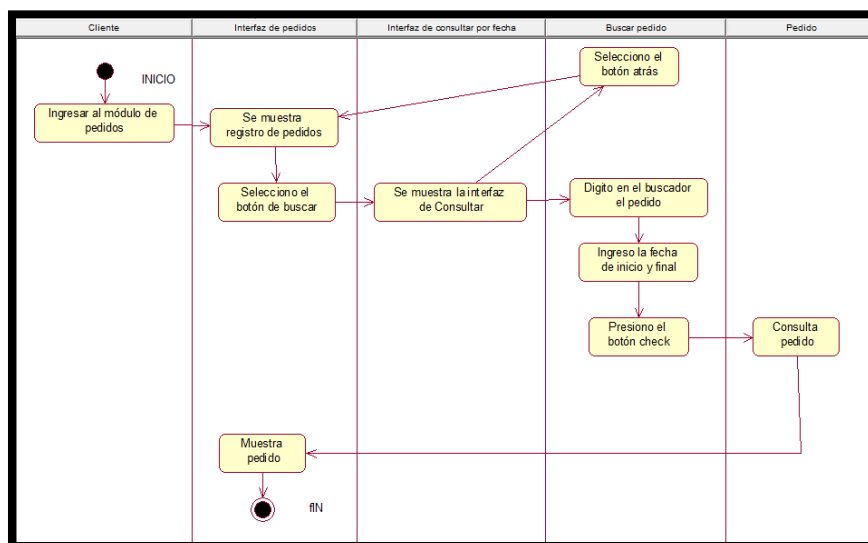 Cliente
Interfaz de pedidos
Interfaz de consultar por fecha
Buscar pedido
Pedido
INICIO
Selecciono el
botón atrás
Ingresar al módulo de
pedidos
Se muestra
registro de pedidos
Selecciono el
botón de buscar
Se muestra la interfaz
de Consultar
Digito en el buscador
el pedido
Ingreso la fecha
de inicio y final
Presiono el
botón check
Consulta
pedido
Muestra
pedido
fIN